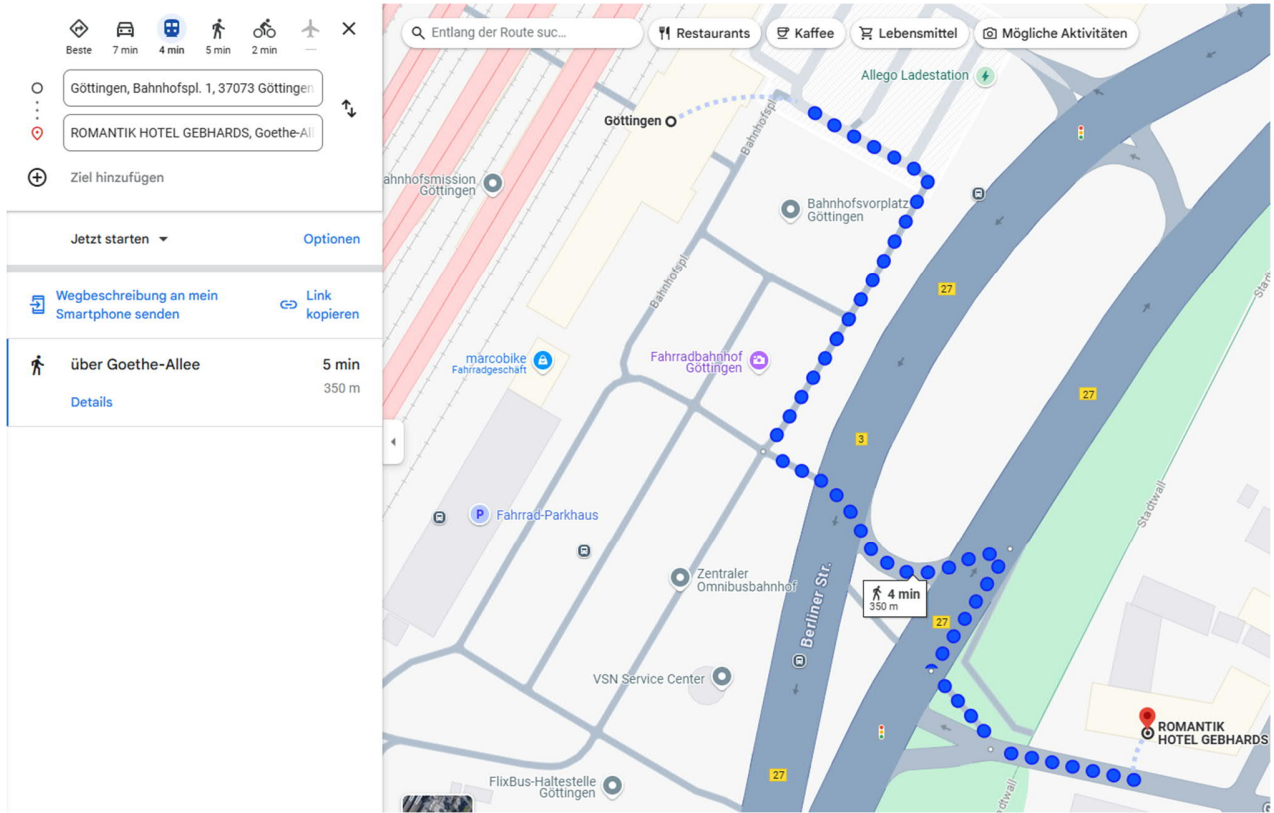 Beste
7 min
4 min
5 min
2 min
—
Göttingen, Bahnhofspl. 1, 37073 Göttingen
ROMANTIK HOTEL GEBHARDS, Goethe-Al
Ziel hinzufügen
Jetzt starten
Optionen
Wegbeschreibung an mein
Smartphone senden
Link
kopieren
über Goethe-Allee
5 min
350 m
Details
Entlang der Route suc...
Restaurants
Kaffee
Lebensmittel
Mögliche Aktivitäten
Allego Ladestation
Göttingen
Bahnhofspl.
ahnhofsmission
Göttingen
Bahnhofsvorplatz
Göttingen
Bahnhofspl.
27
Stad
marcobike
Fahrradgeschäft
Fahrradbahnhof
Göttingen
27
3
P
Fahrrad-Parkhaus
Stadtwall
Zentraler
Omnibusbahnhof
Berliner Str.
4 min
350 m
27
VSN Service Center
ROMANTIK
HOTEL GEBHARDS
27
FlixBus-Haltestelle
Göttingen
dtwall